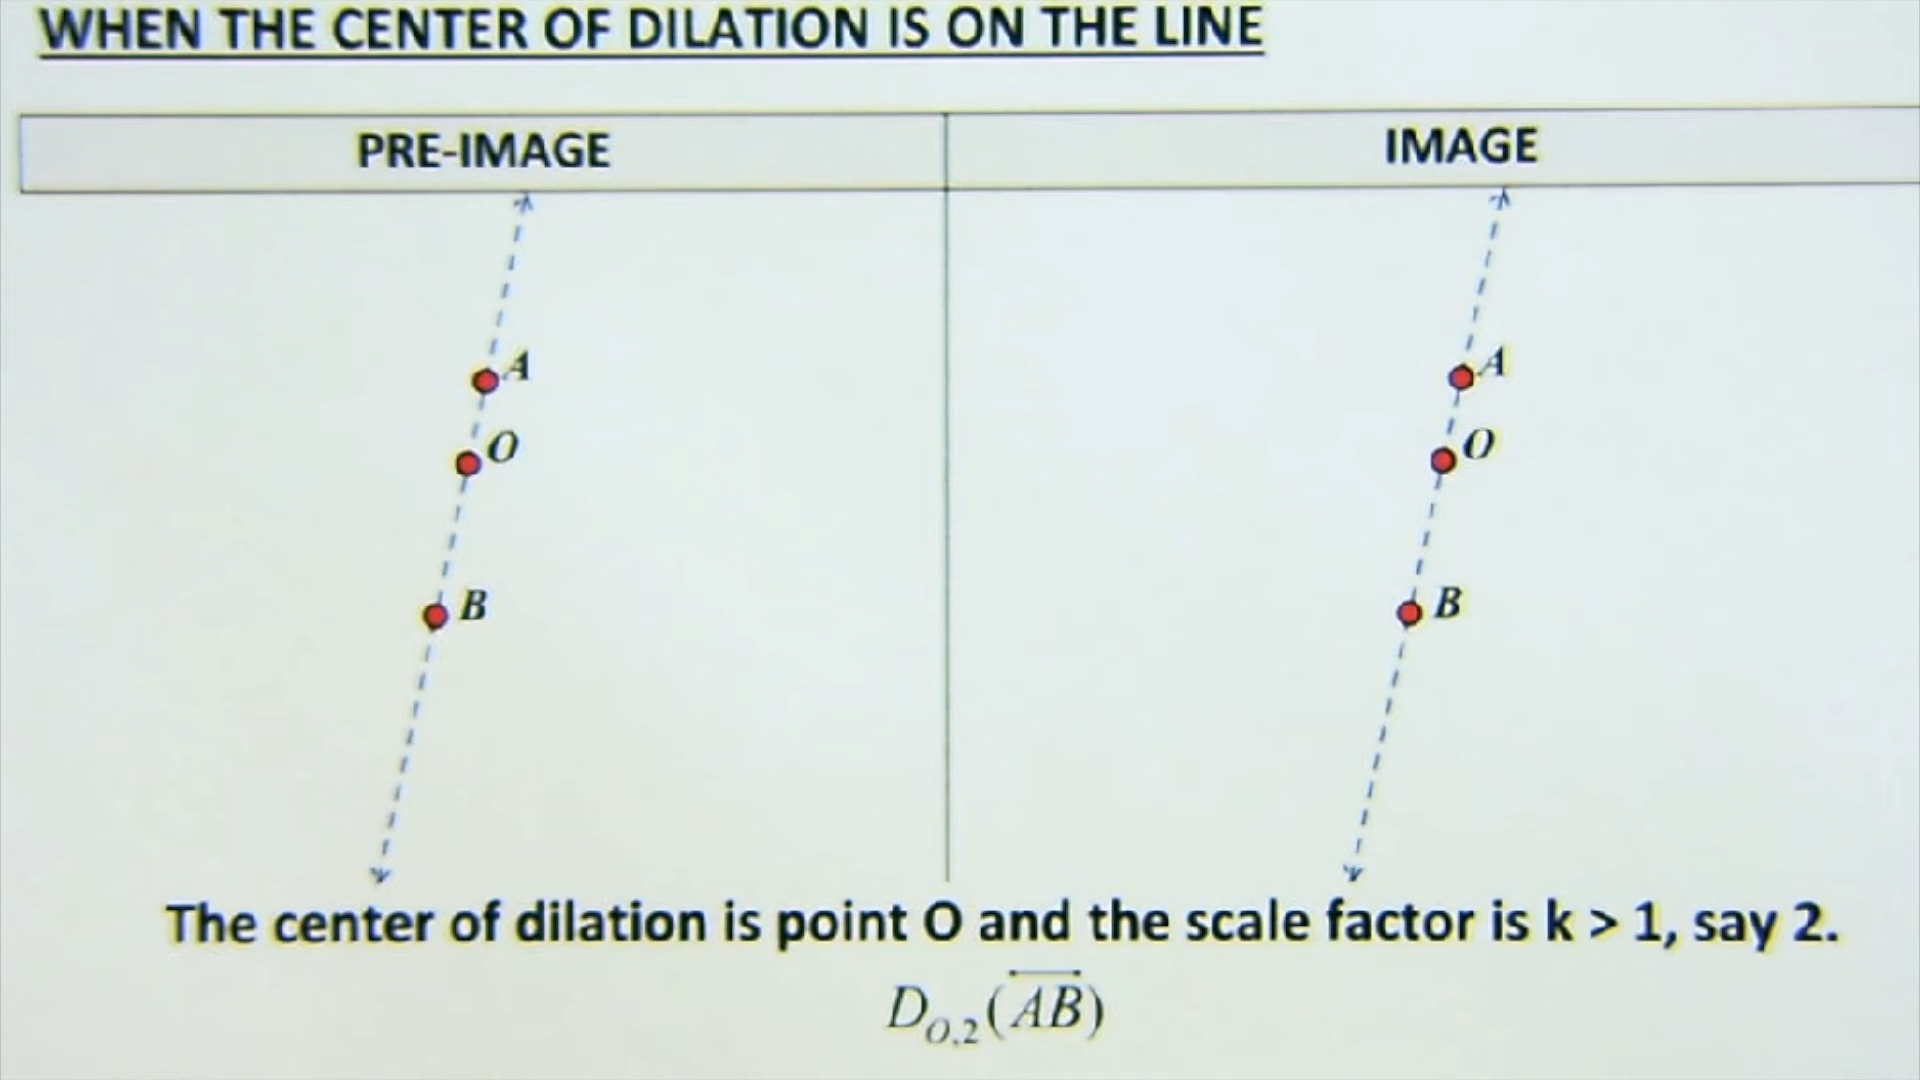 WHEN THE CENTER OF DILATION IS ON THE LINE
PRE-IMAGE
IMAGE
A
O
B
A
O
B
The center of dilation is point O and the scale factor is k > 1, say 2.
D_{O,2}(\overleftrightarrow{AB})